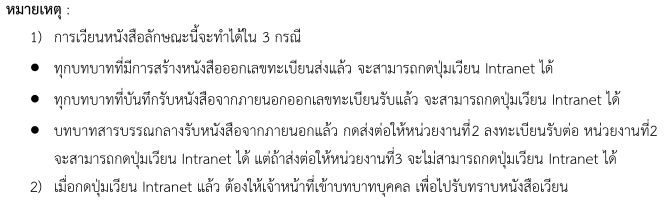 หมายเหตุ :
1) การเวียนหนังสือลักษณะนี้จะทำได้ใน 3 กรณี
● ทุกบทบาทที่มีการสร้างหนังสือออกเลขทะเบียนส่งแล้ว จะสามารถกดปุ่มเวียน Intranet ได้
● ทุกบทบาทที่บันทึกรับหนังสือจากภายนอกออกเลขทะเบียนรับแล้ว จะสามารถกดปุ่มเวียน Intranet ได้
● บทบาทสารบรรณกลางรับหนังสือจากภายนอกแล้ว กดส่งต่อให้หน่วยงานที่2 ลงทะเบียนรับต่อ หน่วยงานที่2
จะสามารถกดปุ่มเวียน Intranet ได้ แต่ถ้าส่งต่อให้หน่วยงานที่3 จะไม่สามารถกดปุ่มเวียน Intranet ได้
2) เมื่อกดปุ่มเวียน Intranet แล้ว ต้องให้เจ้าหน้าที่เข้าบทบาทบุคคล เพื่อไปรับทราบหนังสือเวียน